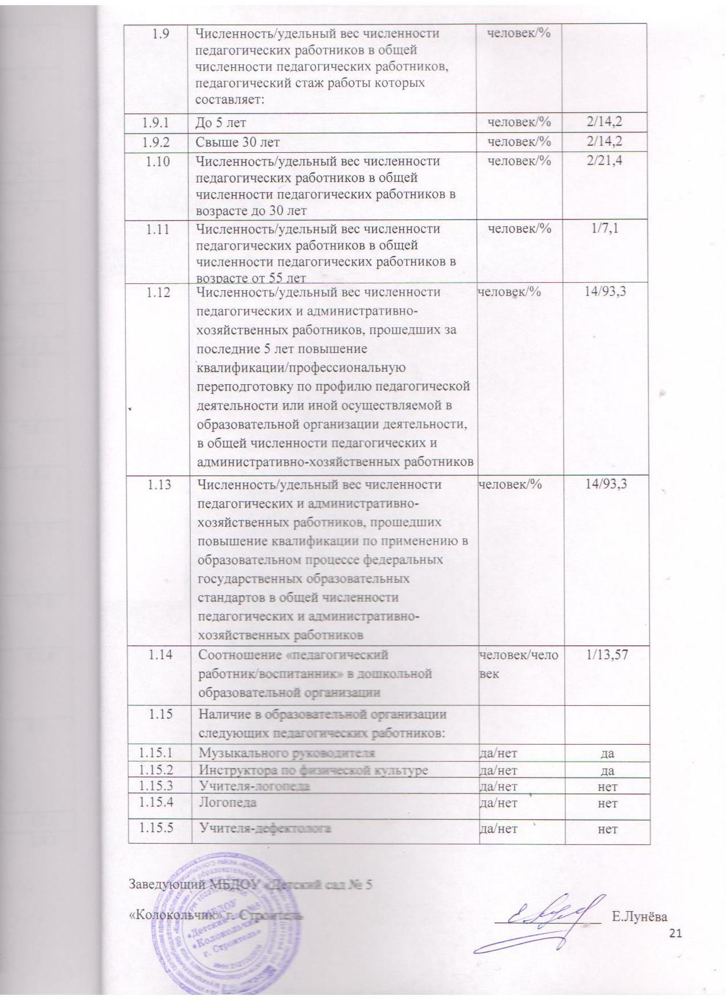 1.9 Численность/удельный вес численности человек/%
педагогических работников в общей
численности педагогических работников,
педагогический стаж работы которых
составляет:
1.9.1 До 5 лет человек/% 2/14,2
1.9.2 Свыше 30 лет человек/% 2/14,2
1.10 Численность/удельный вес численности человек/% 2/21,4
педагогических работников в общей
численности педагогических работников в
возрасте до 30 лет
1.11 Численность/удельный вес численности человек/% 1/7,1
педагогических работников в общей
численности педагогических работников в
возрасте от 55 лет
1.12 Численность/удельный вес численности человек/% 14/93,3
педагогических и административно-
хозяйственных работников, прошедших за
последние 5 лет повышение
квалификации/профессиональную
переподготовку по профилю педагогической
деятельности или иной осуществляемой в
образовательной организации деятельности,
в общей численности педагогических и
административно-хозяйственных работников
1.13 Численность/удельный вес численности человек/% 14/93,3
педагогических и административно-
хозяйственных работников, прошедших
повышение квалификации по применению в
образовательном процессе федеральных
государственных образовательных
стандартов в общей численности
педагогических и административно-
хозяйственных работников
1.14 Соотношение «педагогический человек/чело 1/13,57
работник/воспитанник» в дошкольной век
образовательной организации
1.15 Наличие в образовательной организации
следующих педагогических работников:
1.15.1 Музыкального руководителя да/нет да
1.15.2 Инструктора по физической культуре да/нет да
1.15.3 Учителя-логопеда да/нет нет
1.15.4 Логопеда да/нет нет
1.15.5 Учителя-дефектолога да/нет нет
Заведующий МБДОУ «Детский сад № 5
«Колокольчик» г. Строитель Е.Лунёва
21
МБДОУ
«Детский сад №5
«Колокольчик»
г. Строитель»